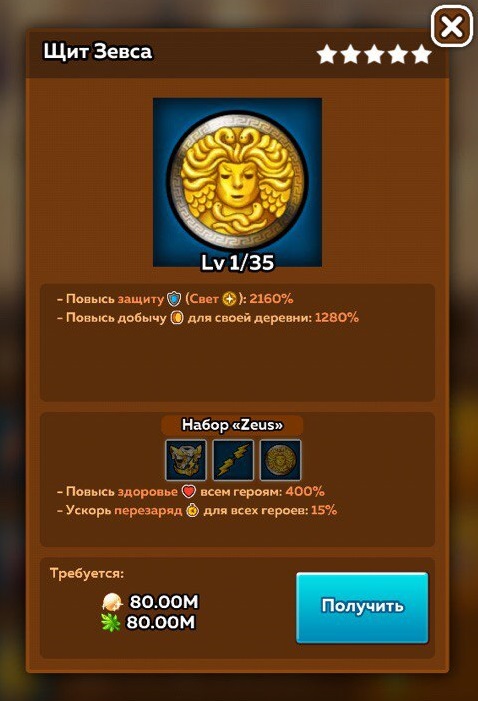 Щит Зевса
Lv 1/35
- Повысь защиту (Свет): 2160%
- Повысь добычу для своей деревни: 1280%
Набор «Zeus»
- Повысь здоровье всем героям: 400%
- Ускорь перезаряд для всех героев: 15%
Требуется:
80.00M
80.00M
Получить